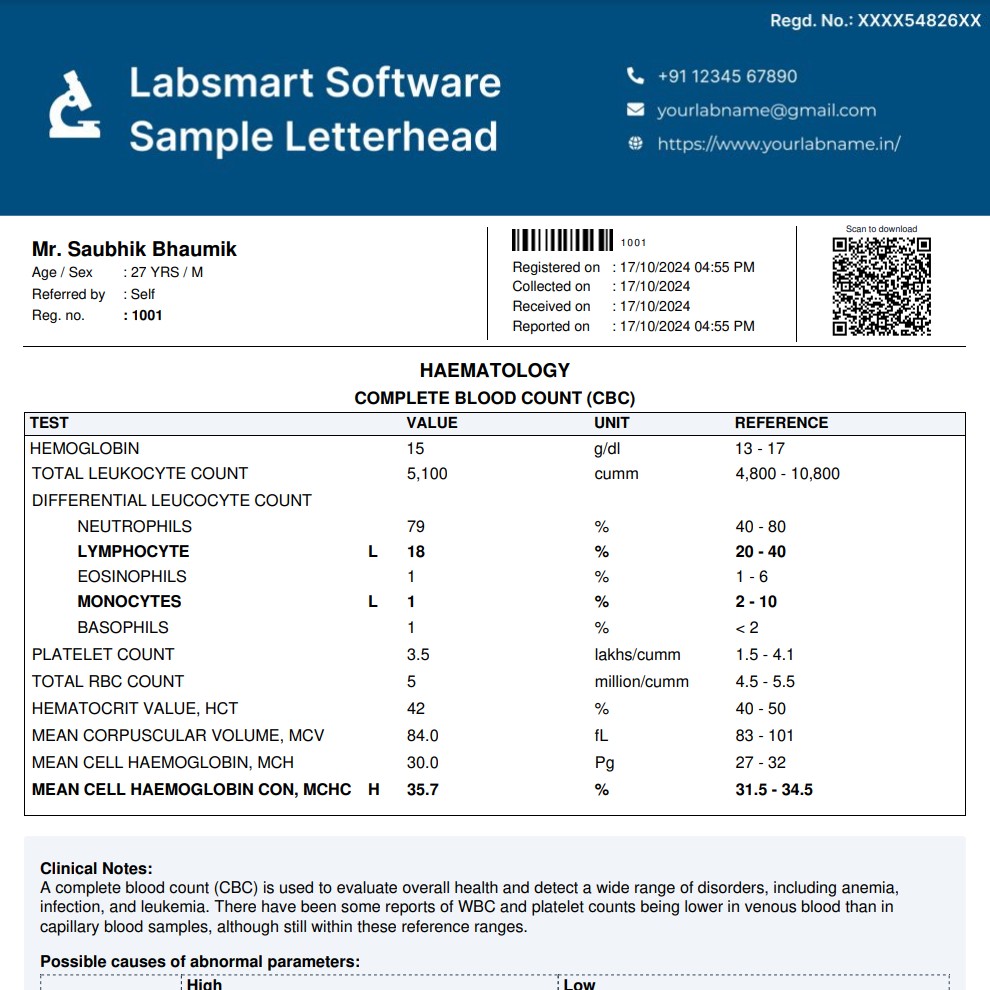 Regd. No.: XXXX54826XX
Labsmart Software
Sample Letterhead
+91 12345 67890
yourlabname@gmail.com
https://www.yourlabname.in/
Mr. Saubhik Bhaumik
Age / Sex : 27 YRS / M
Referred by : Self
Reg. no. : 1001
1001
Registered on : 17/10/2024 04:55 PM
Collected on : 17/10/2024
Received on : 17/10/2024
Reported on : 17/10/2024 04:55 PM
Scan to download
HAEMATOLOGY
COMPLETE BLOOD COUNT (CBC)
TEST VALUE UNIT REFERENCE
HEMOGLOBIN 15 g/dl 13 - 17
TOTAL LEUKOCYTE COUNT 5,100 cumm 4,800 - 10,800
DIFFERENTIAL LEUCOCYTE COUNT
NEUTROPHILS 79 % 40 - 80
LYMPHOCYTE L 18 % 20 - 40
EOSINOPHILS 1 % 1 - 6
MONOCYTES L 1 % 2 - 10
BASOPHILS 1 % < 2
PLATELET COUNT 3.5 lakhs/cumm 1.5 - 4.1
TOTAL RBC COUNT 5 million/cumm 4.5 - 5.5
HEMATOCRIT VALUE, HCT 42 % 40 - 50
MEAN CORPUSCULAR VOLUME, MCV 84.0 fL 83 - 101
MEAN CELL HAEMOGLOBIN, MCH 30.0 Pg 27 - 32
MEAN CELL HAEMOGLOBIN CON, MCHC H 35.7 % 31.5 - 34.5
Clinical Notes:
A complete blood count (CBC) is used to evaluate overall health and detect a wide range of disorders, including anemia,
infection, and leukemia. There have been some reports of WBC and platelet counts being lower in venous blood than in
capillary blood samples, although still within these reference ranges.
Possible causes of abnormal parameters:
High Low